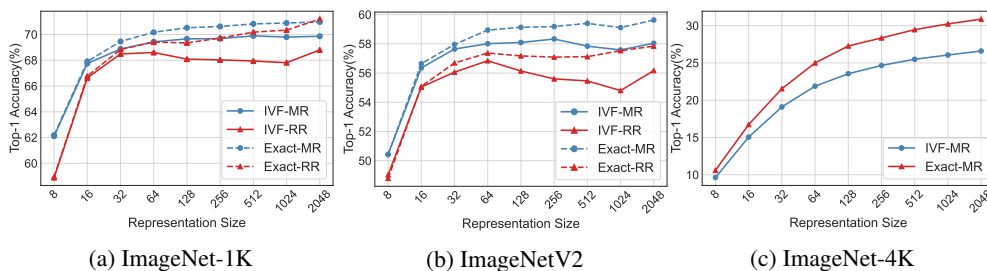 Top-1 Accuracy(%)
70
68
66
64
62
60
IVF-MR
IVF-RR
Exact-MR
Exact-RR
8 16 32 64 128 256 512 1024 2048
Representation Size
(a) ImageNet-1K
Top-1 Accuracy(%)
60
58
56
54
52
50
IVF-MR
IVF-RR
Exact-MR
Exact-RR
8 16 32 64 128 256 512 1024 2048
Representation Size
(b) ImageNetV2
Top-1 Accuracy(%)
30
25
20
15
10
IVF-MR
Exact-MR
8 16 32 64 128 256 512 1024 2048
Representation Size
(c) ImageNet-4K